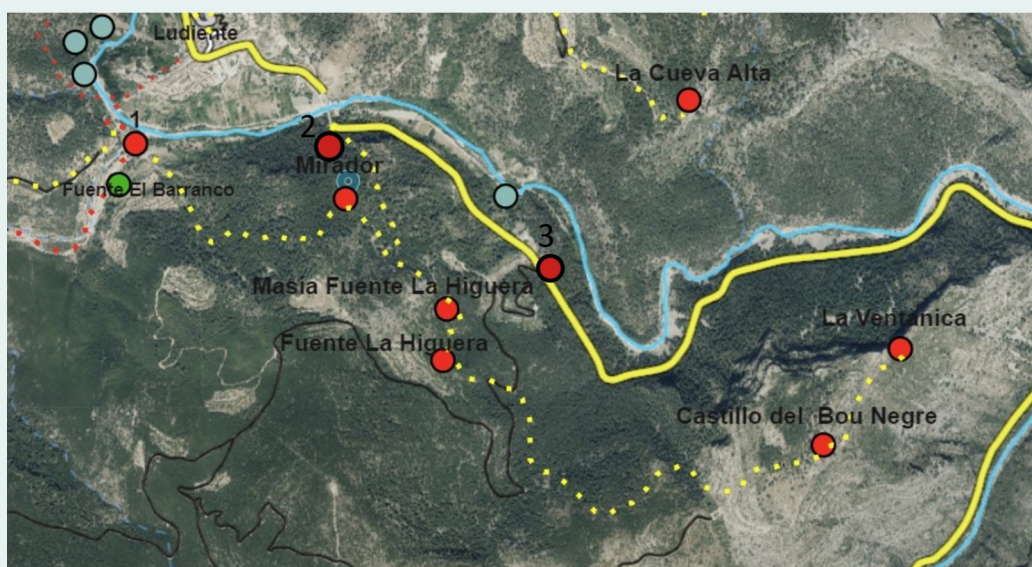 Ludiente
La Cueva Alta
1
2
Mirador
Fuente El Barranco
3
Masía Fuente La Higuera
La Ventanica
Fuente La Higuera
Castillo del Bou Negre